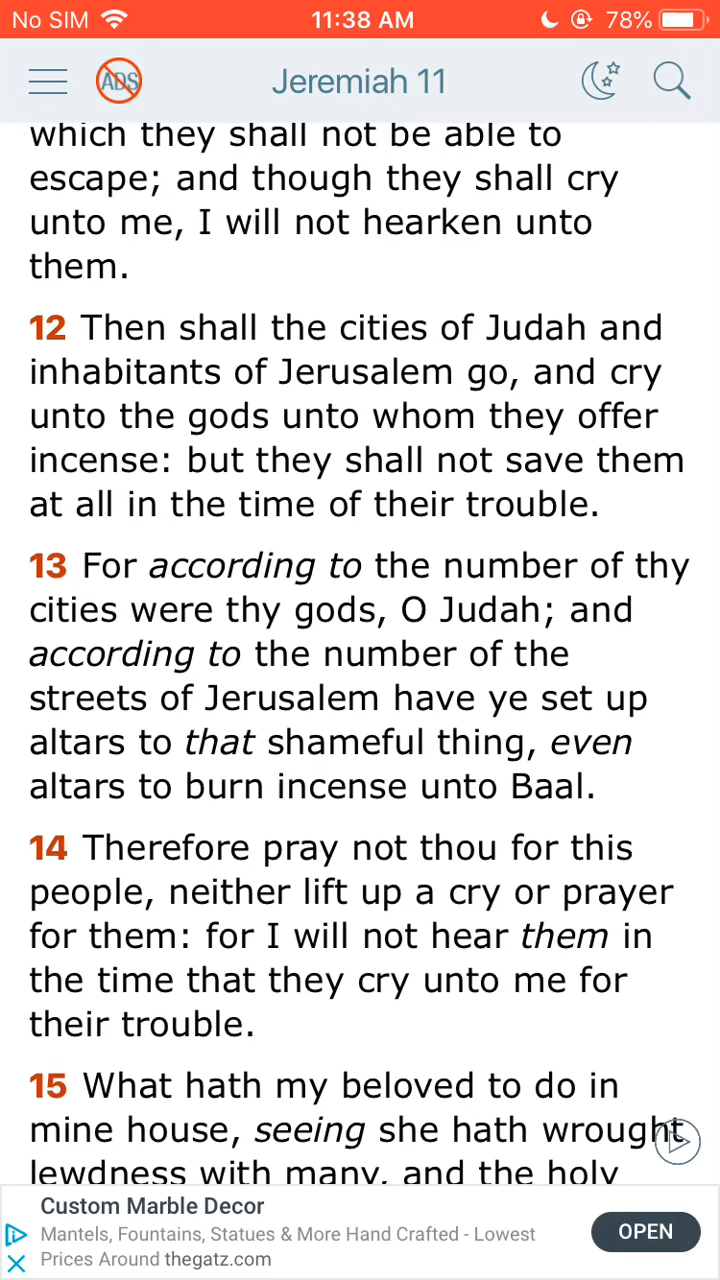 No SIM 11:38 AM 78%
ADS Jeremiah 11
which they shall not be able to
escape; and though they shall cry
unto me, I will not hearken unto
them.
12 Then shall the cities of Judah and
inhabitants of Jerusalem go, and cry
unto the gods unto whom they offer
incense: but they shall not save them
at all in the time of their trouble.
13 For according to the number of thy
cities were thy gods, O Judah; and
according to the number of the
streets of Jerusalem have ye set up
altars to that shameful thing, even
altars to burn incense unto Baal.
14 Therefore pray not thou for this
people, neither lift up a cry or prayer
for them: for I will not hear them in
the time that they cry unto me for
their trouble.
15 What hath my beloved to do in
mine house, seeing she hath wrought
lewdness with many, and the holy
Custom Marble Decor
Mantels, Fountains, Statues & More Hand Crafted - Lowest
Prices Around thegatz.com
OPEN